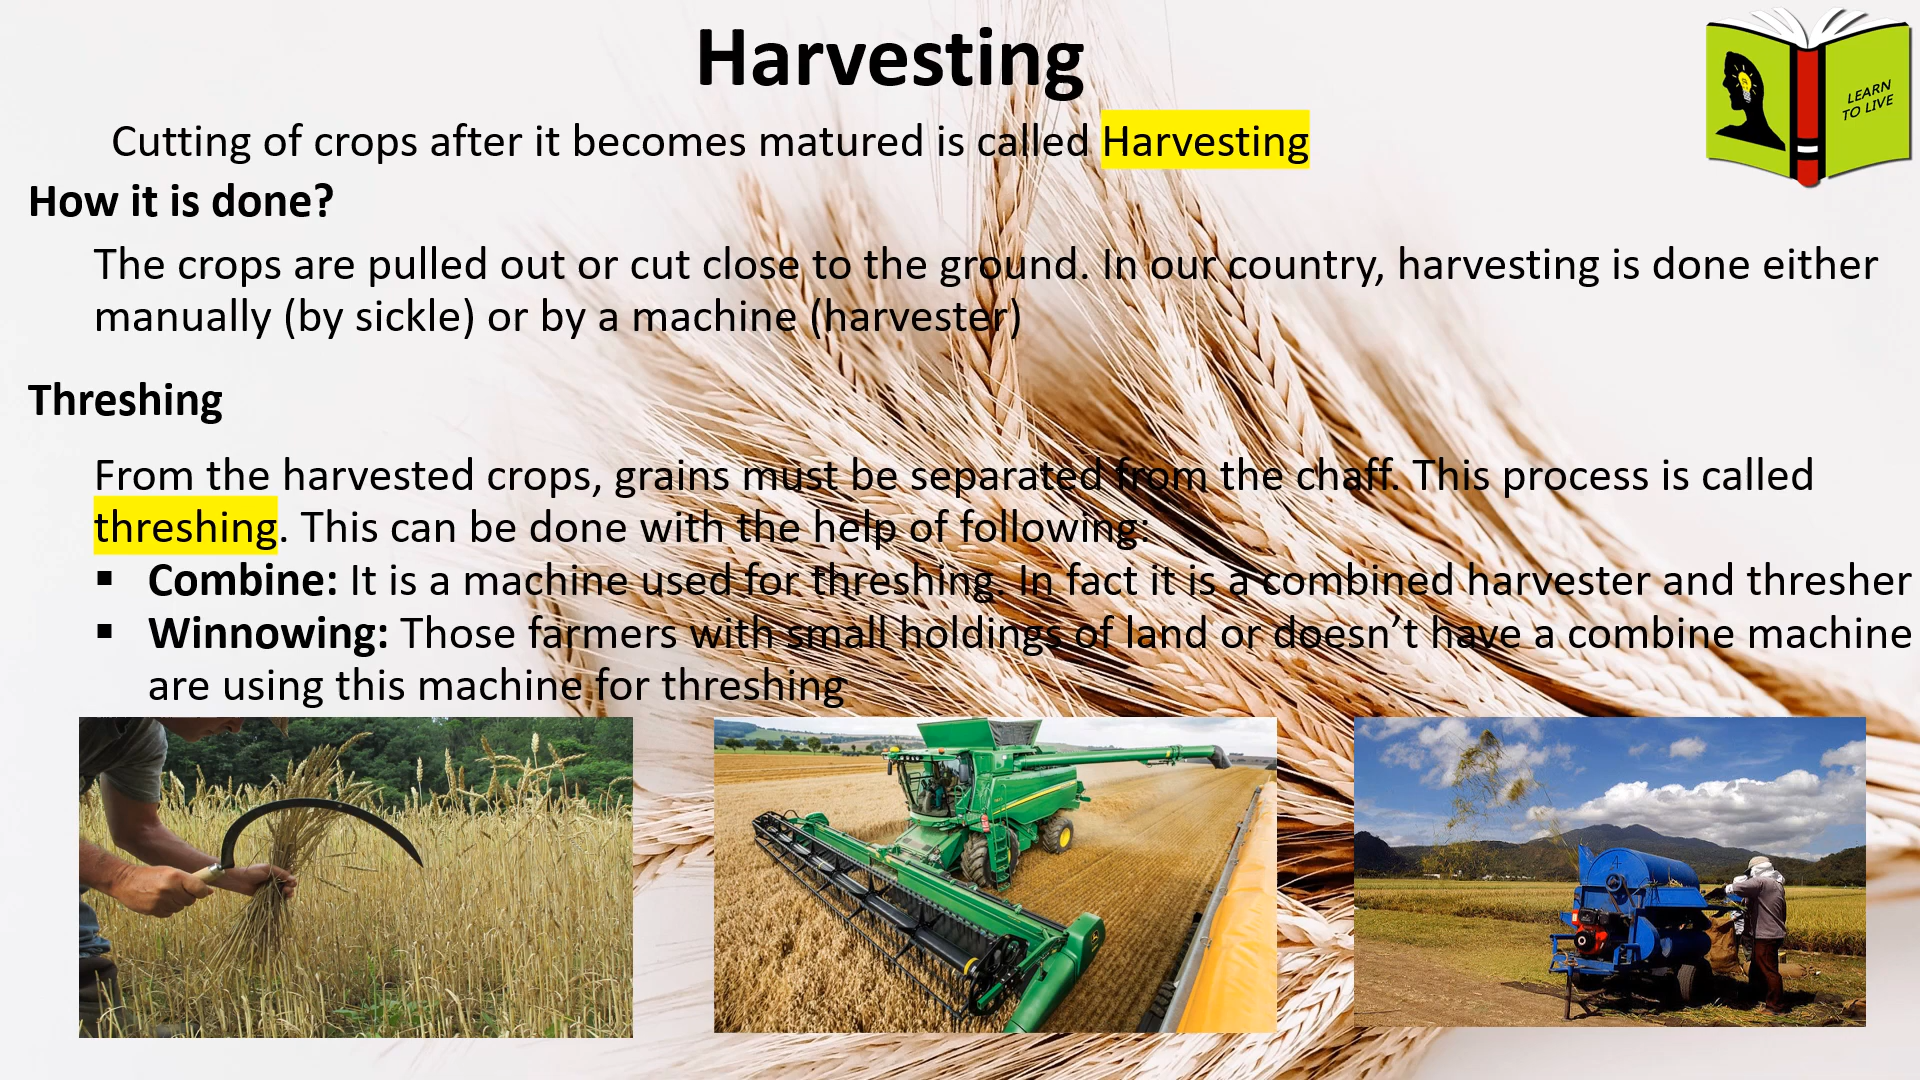 Harvesting
LEARN
TO LIVE
Cutting of crops after it becomes matured is called Harvesting
How it is done?
The crops are pulled out or cut close to the ground. In our country, harvesting is done either
manually (by sickle) or by a machine (harvester)
Threshing
From the harvested crops, grains must be separated from the chaff. This process is called
threshing. This can be done with the help of following:
▪ Combine: It is a machine used for threshing. In fact it is a combined harvester and thresher
▪ Winnowing: Those farmers with small holdings of land or doesn’t have a combine machine
are using this machine for threshing